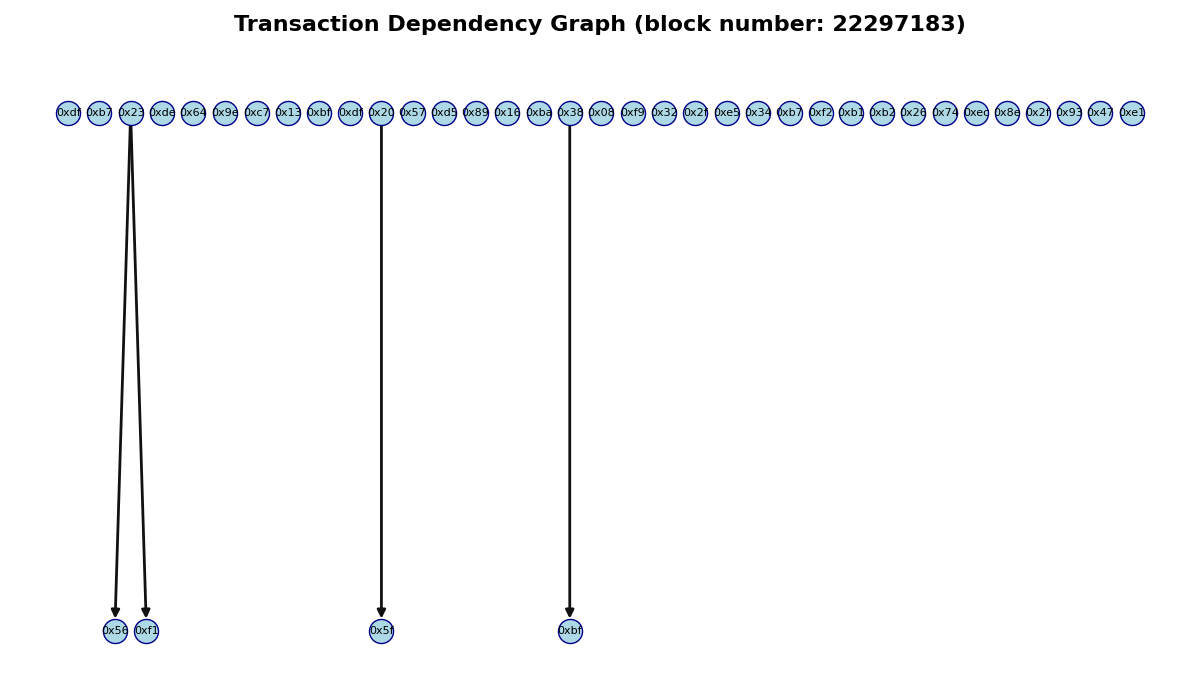 Transaction Dependency Graph (block number: 22297183)
0xdf 0xb7 0x23 0xde 0x64 0x9e 0xc7 0x13 0xbf 0xdf 0x20 0x57 0xd5 0x89 0x16 0xba 0x38 0x08 0xf9 0x32 0x2f 0xe5 0x34 0xb7 0xf2 0xb1 0xb2 0x26 0x74 0xec 0x8e 0x2f 0x93 0x47 0xe1
0x56 0xf1 0x5f 0xbf